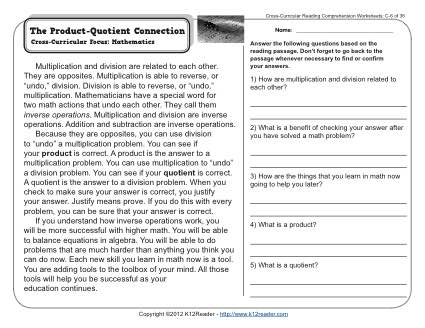 Cross-Curricular Reading Comprehension Worksheets: C-6 of 36
The Product-Quotient Connection
Cross-Curricular Focus: Mathematics
Multiplication and division are related to each other.
They are opposites. Multiplication is able to reverse, or
“undo,” division. Division is able to reverse, or “undo,”
multiplication. Mathematicians have a special word for
two math actions that undo each other. They call them
inverse operations. Multiplication and division are inverse
operations. Addition and subtraction are inverse operations.
Because they are opposites, you can use division
to “undo” a multiplication problem. You can see if
your product is correct. A product is the answer to a
multiplication problem. You can use multiplication to “undo”
a division problem. You can see if your quotient is correct.
A quotient is the answer to a division problem. When you
check to make sure your answer is correct, you justify
your answer. Justify means prove. If you do this with every
problem, you can be sure that your answer is correct.
If you understand how inverse operations work, you
will be more successful with higher math. You will be able
to balance equations in algebra. You will be able to do
problems that are much harder than anything you think you
can do now. Each new skill you learn in math now is a tool.
You are adding tools to the toolbox of your mind. All those
tools will help you be successful as your
education continues.
Name:
Answer the following questions based on the
reading passage. Don’t forget to go back to the
passage whenever necessary to find or confirm
your answers.
1) How are multiplication and division related to
each other?
2) What is a benefit of checking your answer after
you have solved a math problem?
3) How are the things that you learn in math now
going to help you later?
4) What is a product?
5) What is a quotient?
Copyright ©2012 K12Reader - http://www.k12reader.com